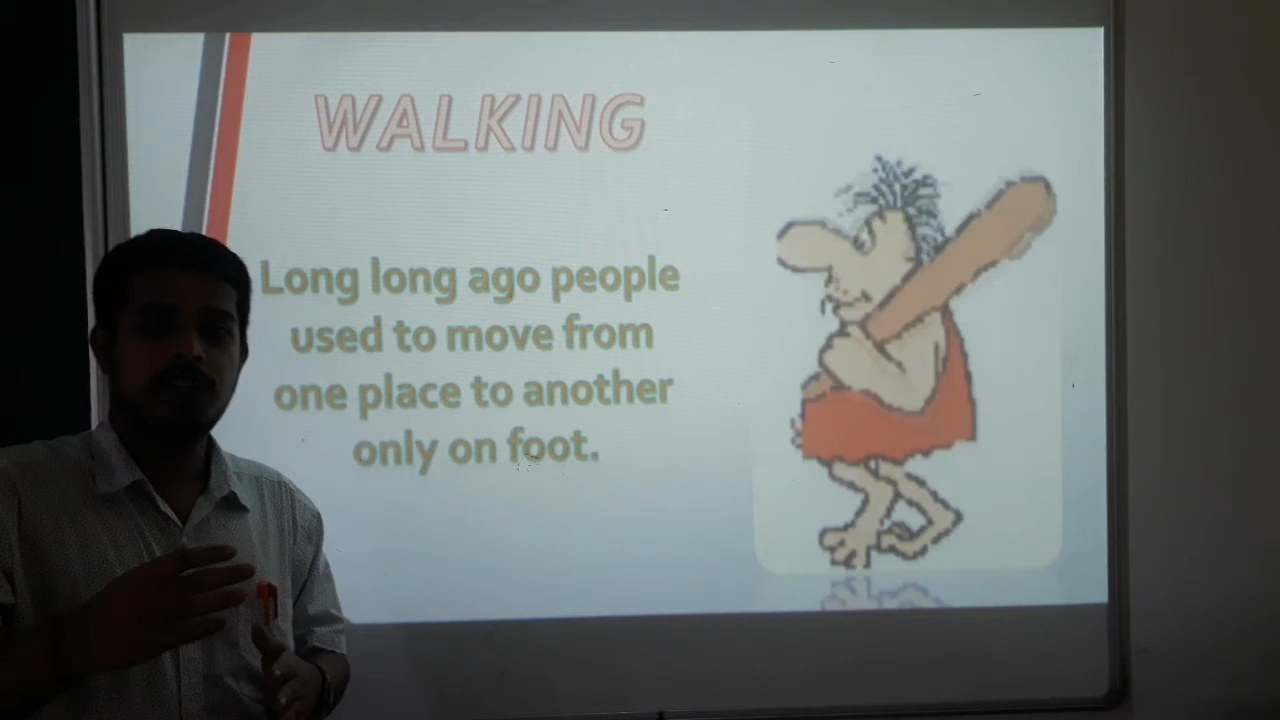 WALKING
Long long ago people
used to move from
one place to another
only on foot.